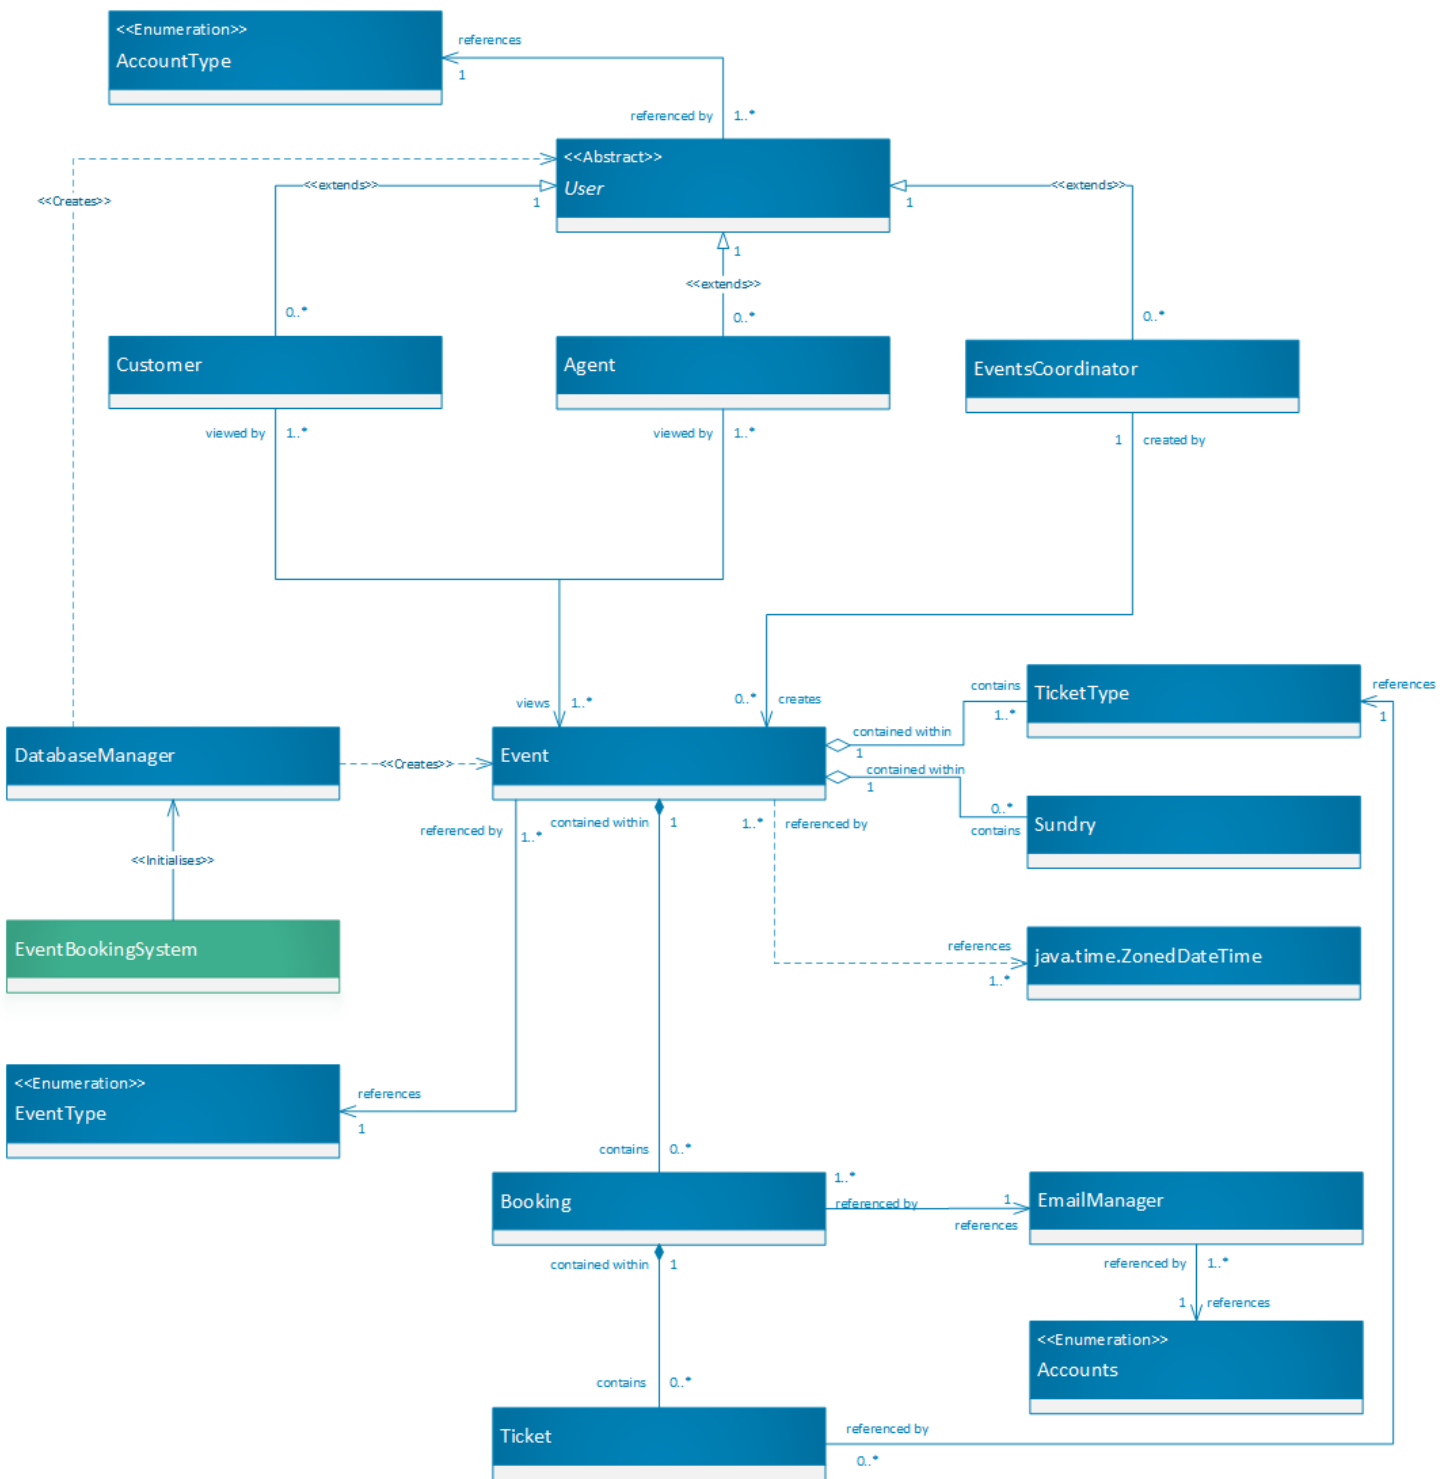 <<Enumeration>>
AccountType
references
1
referenced by
1..*
<<Abstract>>
User
<<Creates>>
<<extends>>
1
<<extends>>
1
1
<<extends>>
0..*
0..*
0..*
Customer
Agent
EventsCoordinator
viewed by
1..*
viewed by
1..*
1
created by
views
1..*
0..*
creates
contains
1..*
TicketType
references
1
DatabaseManager
<<Creates>>
Event
contained within
1
contained within
1
0..*
contains
Sundry
referenced by
1..*
contained within
1
1..*
referenced by
<<Initialises>>
EventBookingSystem
references
1..*
java.time.ZonedDateTime
<<Enumeration>>
EventType
references
1
contains
0..*
Booking
1..*
referenced by
1
references
EmailManager
contained within
1
referenced by
1..*
1
references
<<Enumeration>>
Accounts
contains
0..*
Ticket
referenced by
0..*